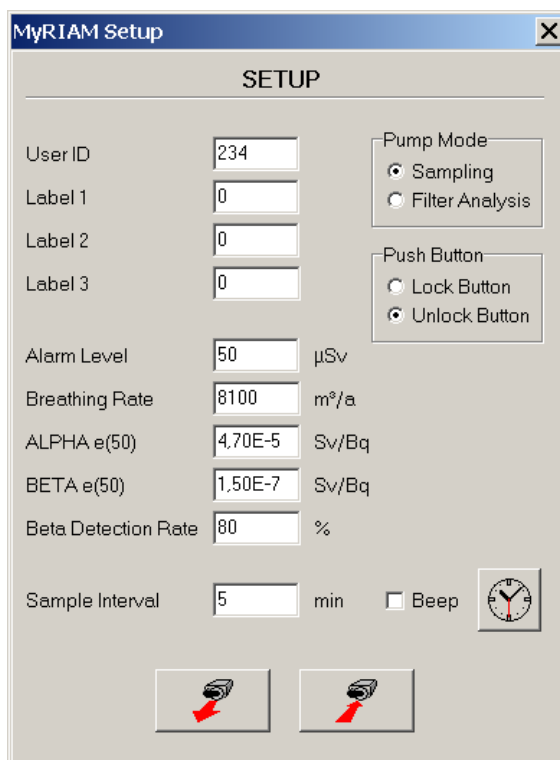 MyRIAM Setup
SETUP
User ID 234
Label 1 0
Label 2 0
Label 3 0
Pump Mode
Sampling
Filter Analysis
Push Button
Lock Button
Unlock Button
Alarm Level 50 µSv
Breathing Rate 8100 m³/a
ALPHA e(50) 4,70E-5 Sv/Bq
BETA e(50) 1,50E-7 Sv/Bq
Beta Detection Rate 80 %
Sample Interval 5 min Beep